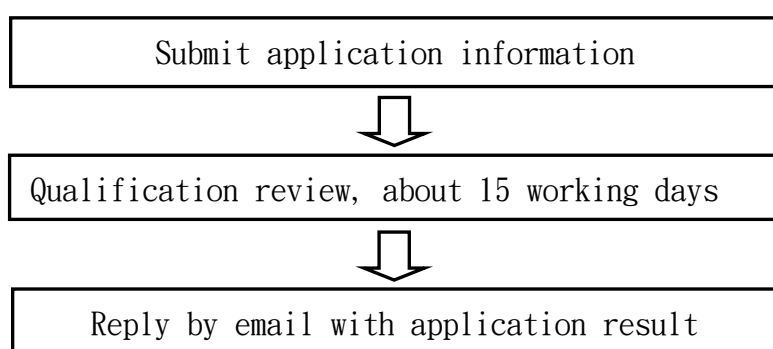 Submit application information
Qualification review, about 15 working days
Reply by email with application result